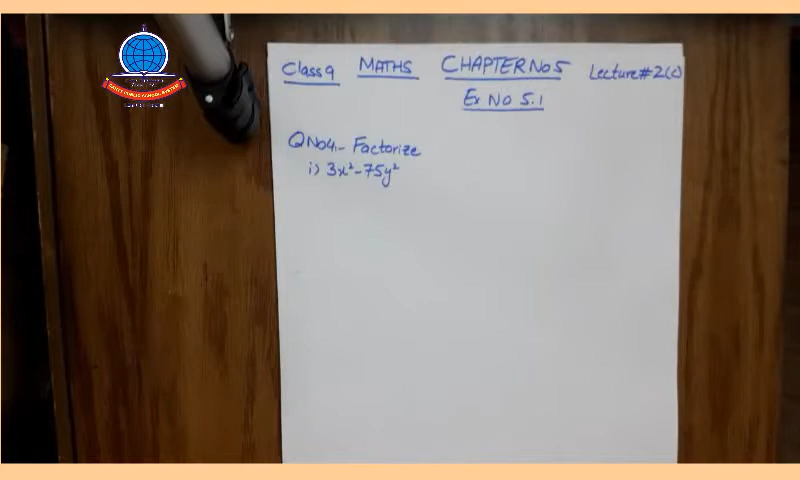 Class 9 MATHS CHAPTER No 5 Lecture # 2(c)
Ex No 5.1
Q No 4:- Factorize
i) 3x² - 75y²